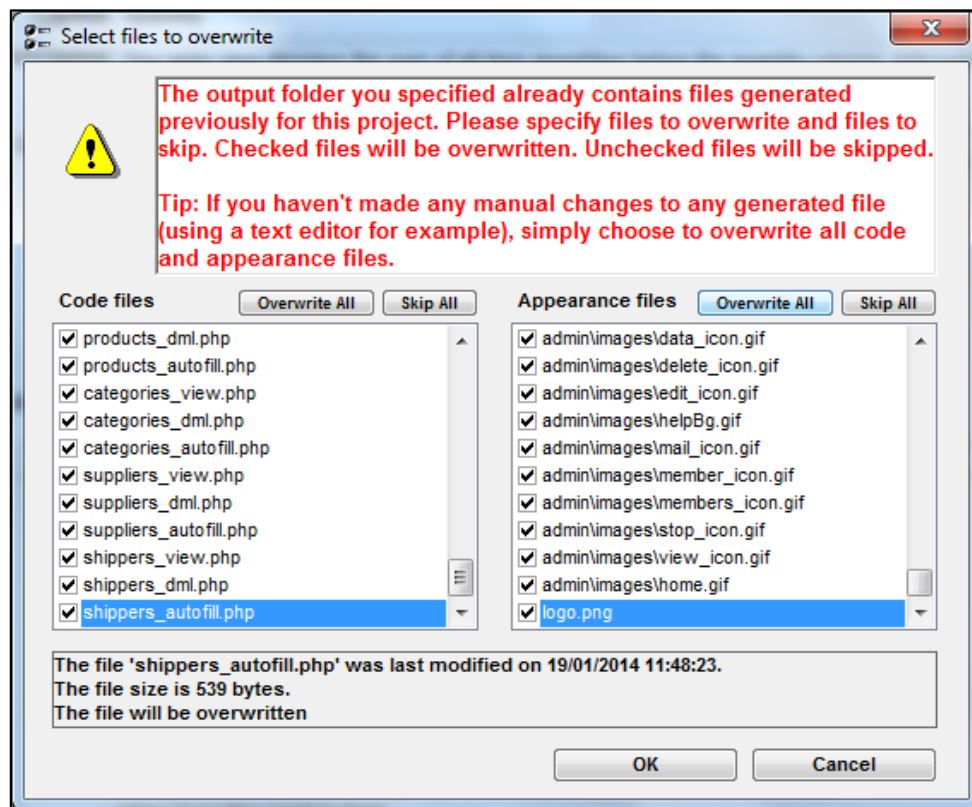 Select files to overwrite
The output folder you specified already contains files generated
previously for this project. Please specify files to overwrite and files to
skip. Checked files will be overwritten. Unchecked files will be skipped.
Tip: If you haven't made any manual changes to any generated file
(using a text editor for example), simply choose to overwrite all code
and appearance files.
Code files
Overwrite All
Skip All
products_dml.php
products_autofill.php
categories_view.php
categories_dml.php
categories_autofill.php
suppliers_view.php
suppliers_dml.php
suppliers_autofill.php
shippers_view.php
shippers_dml.php
shippers_autofill.php
Appearance files
Overwrite All
Skip All
admin\images\data_icon.gif
admin\images\delete_icon.gif
admin\images\edit_icon.gif
admin\images\helpBg.gif
admin\images\mail_icon.gif
admin\images\member_icon.gif
admin\images\members_icon.gif
admin\images\stop_icon.gif
admin\images\view_icon.gif
admin\images\home.gif
logo.png
The file 'shippers_autofill.php' was last modified on 19/01/2014 11:48:23.
The file size is 539 bytes.
The file will be overwritten
OK
Cancel